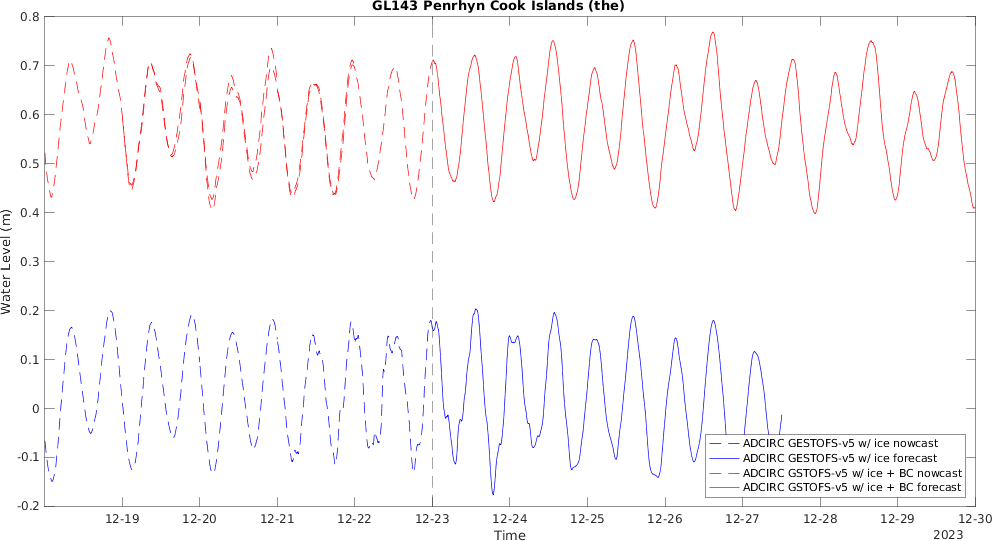 GL143 Penrhyn Cook Islands (the)
Water Level (m)
0.8
0.7
0.6
0.5
0.4
0.3
0.2
0.1
0
-0.1
-0.2
ADCIRC GESTOFS-v5 w/ ice nowcast
ADCIRC GESTOFS-v5 w/ ice forecast
ADCIRC GSTOFS-v5 w/ ice + BC nowcast
ADCIRC GSTOFS-v5 w/ ice + BC forecast
12-19 12-20 12-21 12-22 12-23 12-24 12-25 12-26 12-27 12-28 12-29 12-30
Time
2023